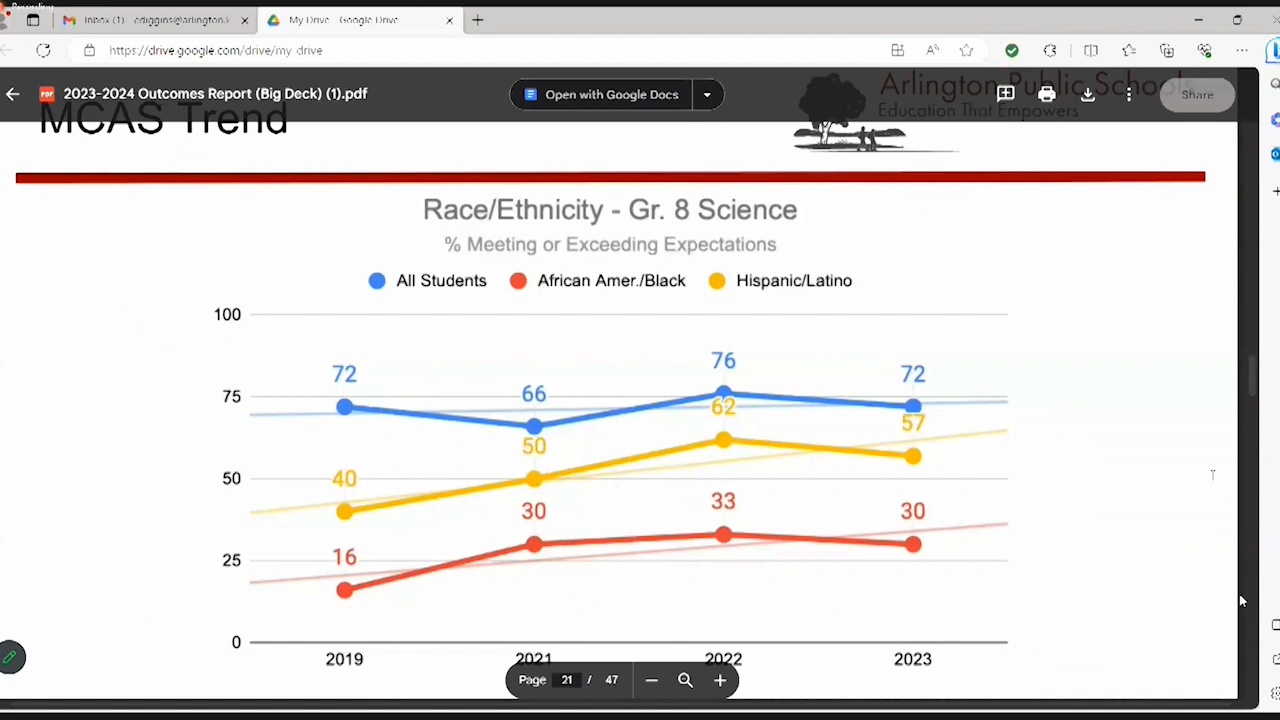 Recording
Inbox (1) - cdiggins@arlington.k
My Drive - Google Drive
https://drive.google.com/drive/my-drive
2023-2024 Outcomes Report (Big Deck) (1).pdf
Open with Google Docs
Share
MCAS Trend
Arlington Public Schools
Education That Empowers
Race/Ethnicity - Gr. 8 Science
% Meeting or Exceeding Expectations
All Students
African Amer./Black
Hispanic/Latino
100
75
50
25
0
72
66
76
72
40
50
62
57
16
30
33
30
2019
2021
2022
2023
Page 21 / 47